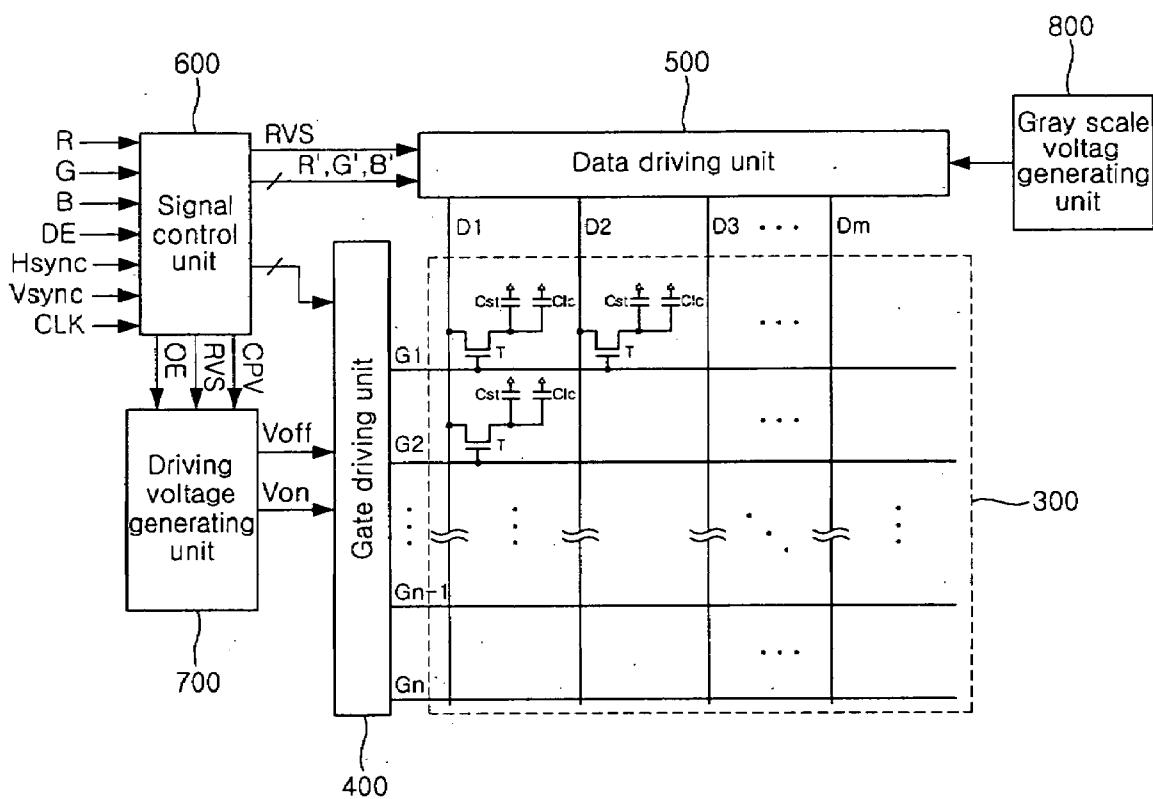 800
600
500
R
G
B
DE
Hsync
Vsync
CLK
Signal
control
unit
RVS
R',G',B'
Data driving unit
Gray scale
voltag
generating
unit
D1
D2
D3
...
Dm
Cst
Clc
Cst
Clc
T
T
...
G1
Cst
Clc
T
...
G2
OE
RVS
CPV
Driving
voltage
generating
unit
Voff
Von
Gate driving unit
300
Gn-1
...
Gn
700
400